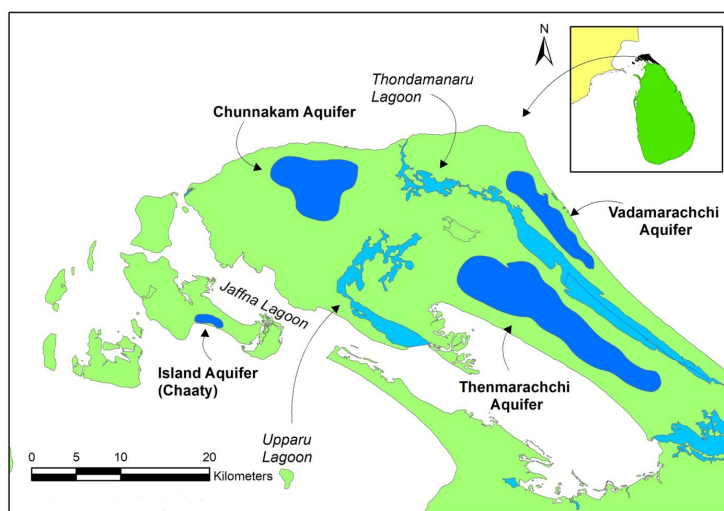 N
Thondamanaru
Lagoon
Chunnakam Aquifer
Vadamarachchi
Aquifer
Jaffna Lagoon
Island Aquifer
(Chaaty)
Thenmarachchi
Aquifer
Upparu
Lagoon
0 5 10 20
Kilometers